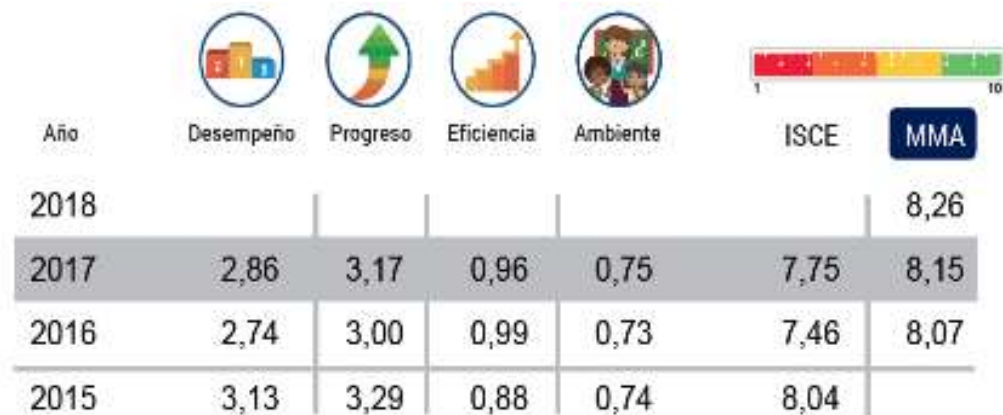 1 10
Año Desempeño Progreso Eficiencia Ambiente ISCE MMA
2018 8,26
2017 2,86 3,17 0,96 0,75 7,75 8,15
2016 2,74 3,00 0,99 0,73 7,46 8,07
2015 3,13 3,29 0,88 0,74 8,04